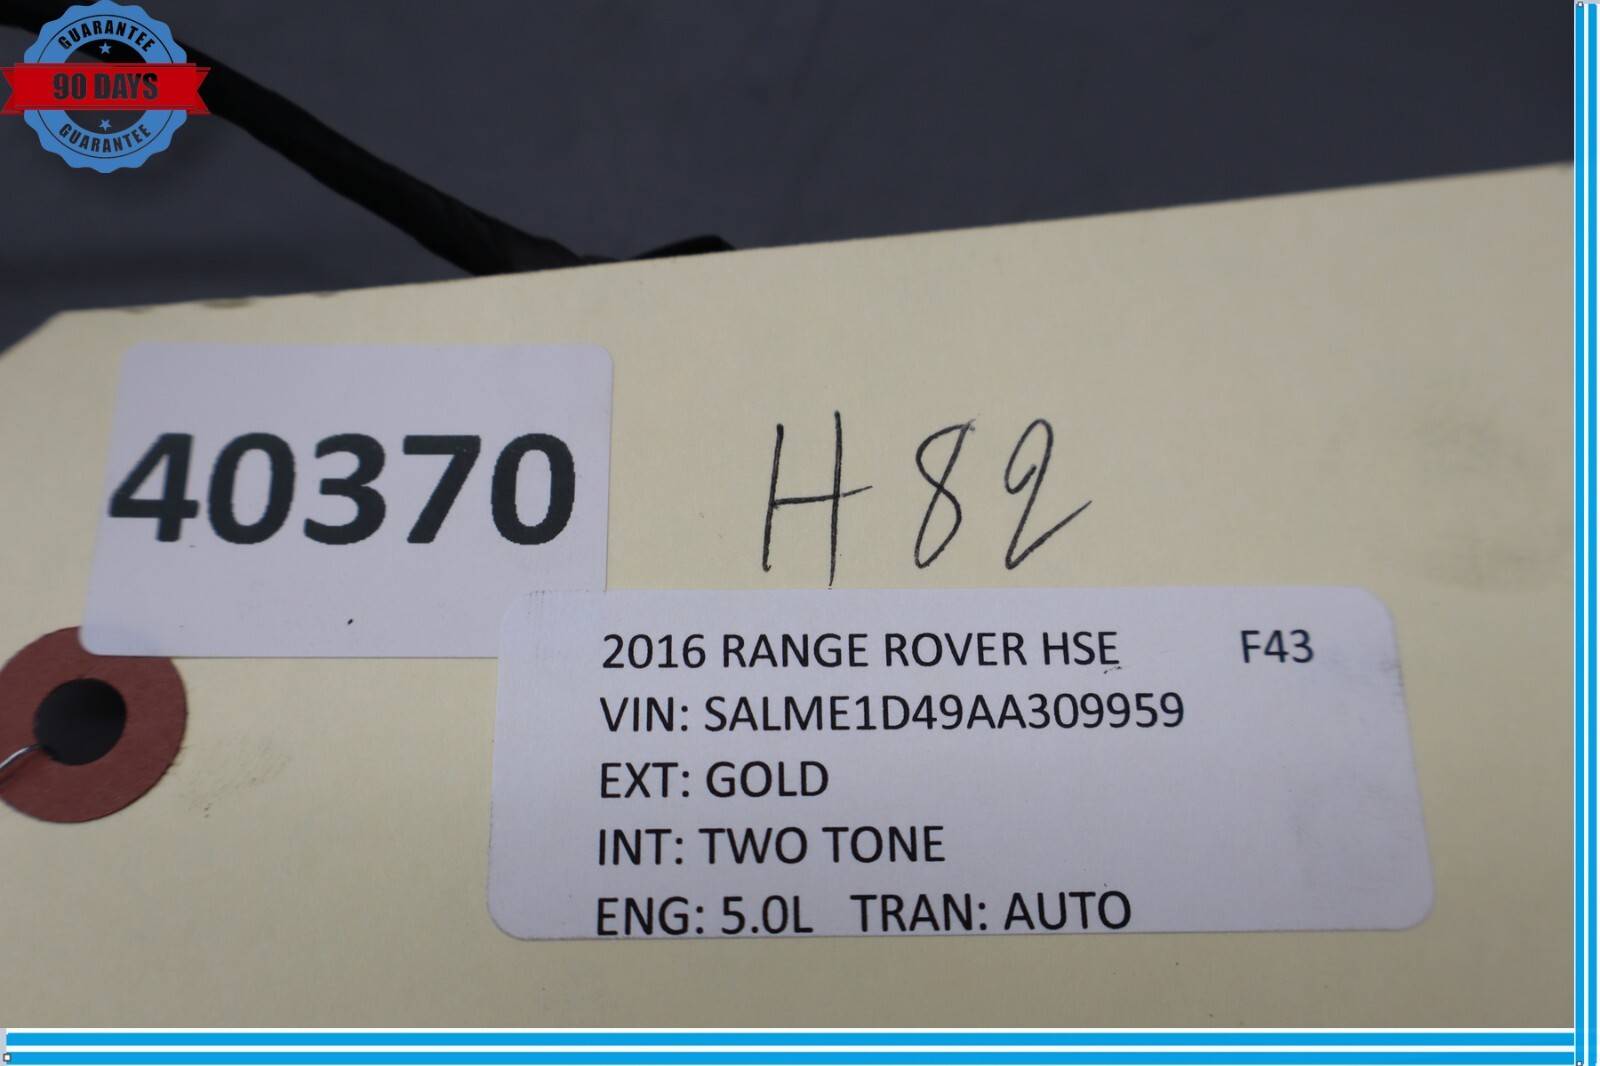 GUARANTEE
90 DAYS
GUARANTEE
40370
H82
2016 RANGE ROVER HSE F43
VIN: SALME1D49AA309959
EXT: GOLD
INT: TWO TONE
ENG: 5.0L TRAN: AUTO